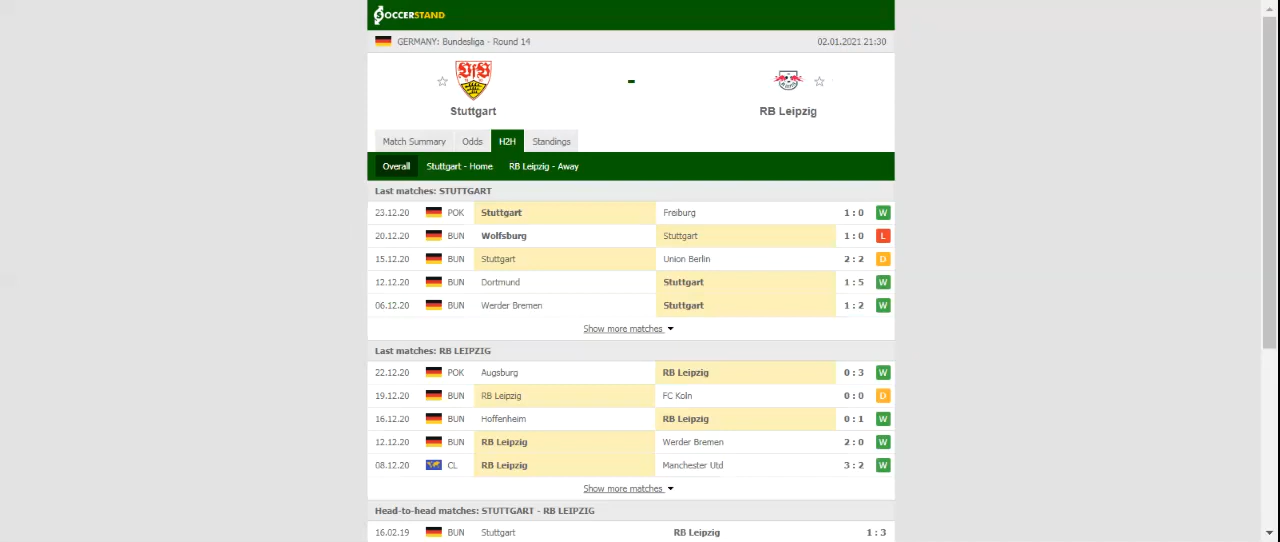 SOCCERSTAND
GERMANY: Bundesliga - Round 14 02.01.2021 21:30
-
Stuttgart RB Leipzig
Match Summary Odds H2H Standings
Overall Stuttgart - Home RB Leipzig - Away
Last matches: STUTTGART
23.12.20 POK Stuttgart Freiburg 1 : 0 W
20.12.20 BUN Wolfsburg Stuttgart 1 : 0 L
15.12.20 BUN Stuttgart Union Berlin 2 : 2 D
12.12.20 BUN Dortmund Stuttgart 1 : 5 W
06.12.20 BUN Werder Bremen Stuttgart 1 : 2 W
Show more matches
Last matches: RB LEIPZIG
22.12.20 POK Augsburg RB Leipzig 0 : 3 W
19.12.20 BUN RB Leipzig FC Koln 0 : 0 D
16.12.20 BUN Hoffenheim RB Leipzig 0 : 1 W
12.12.20 BUN RB Leipzig Werder Bremen 2 : 0 W
08.12.20 CL RB Leipzig Manchester Utd 3 : 2 W
Show more matches
Head-to-head matches: STUTTGART - RB LEIPZIG
16.02.19 BUN Stuttgart RB Leipzig 1 : 3